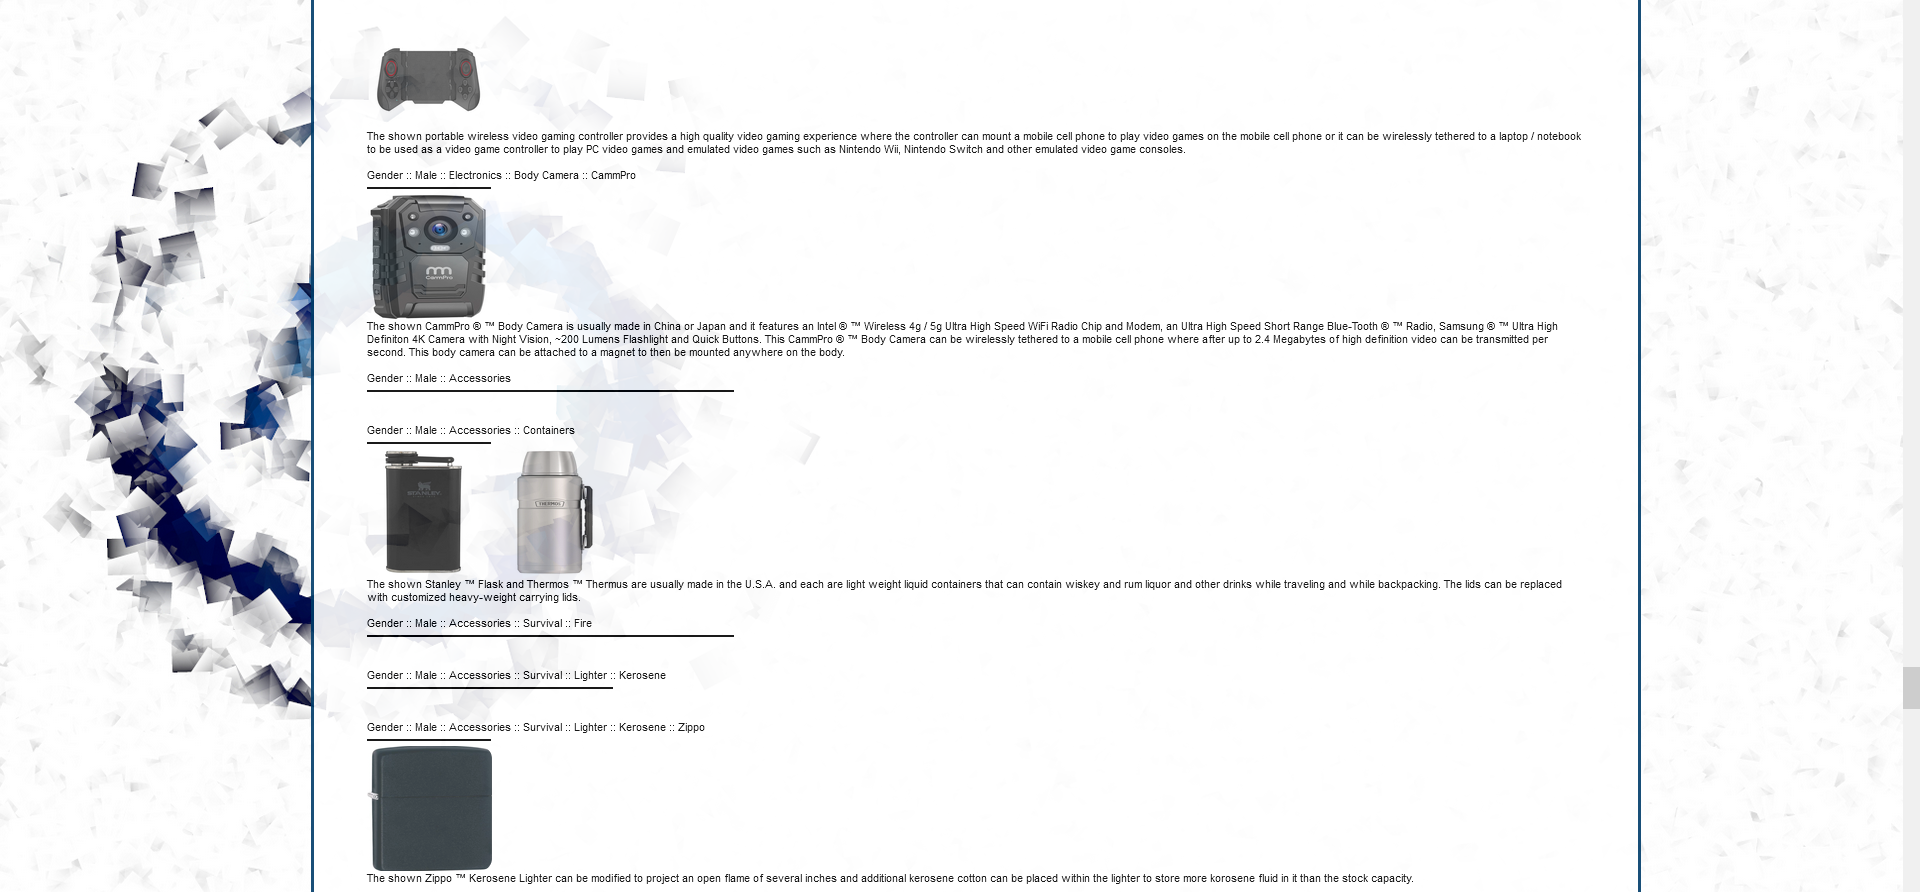 The shown portable wireless video gaming controller provides a high quality video gaming experience where the controller can mount a mobile cell phone to play video games on the mobile cell phone or it can be wirelessly tethered to a laptop / notebook
to be used as a video game controller to play PC video games and emulated video games such as Nintendo Wii, Nintendo Switch and other emulated video game consoles.
Gender :: Male :: Electronics :: Body Camera :: CammPro
CammPro
The shown CammPro ® ™ Body Camera is usually made in China or Japan and it features an Intel ® ™ Wireless 4g / 5g Ultra High Speed WiFi Radio Chip and Modem, an Ultra High Speed Short Range Blue-Tooth ® ™ Radio, Samsung ® ™ Ultra High
Definiton 4K Camera with Night Vision, ~200 Lumens Flashlight and Quick Buttons. This CammPro ® ™ Body Camera can be wirelessly tethered to a mobile cell phone where after up to 2.4 Megabytes of high definition video can be transmitted per
second. This body camera can be attached to a magnet to then be mounted anywhere on the body.
Gender :: Male :: Accessories
Gender :: Male :: Accessories :: Containers
STANLEY
THERMOS
The shown Stanley ™ Flask and Thermos ™ Thermus are usually made in the U.S.A. and each are light weight liquid containers that can contain wiskey and rum liquor and other drinks while traveling and while backpacking. The lids can be replaced
with customized heavy-weight carrying lids.
Gender :: Male :: Accessories :: Survival :: Fire
Gender :: Male :: Accessories :: Survival :: Lighter :: Kerosene
Gender :: Male :: Accessories :: Survival :: Lighter :: Kerosene :: Zippo
The shown Zippo ™ Kerosene Lighter can be modified to project an open flame of several inches and additional kerosene cotton can be placed within the lighter to store more korosene fluid in it than the stock capacity.